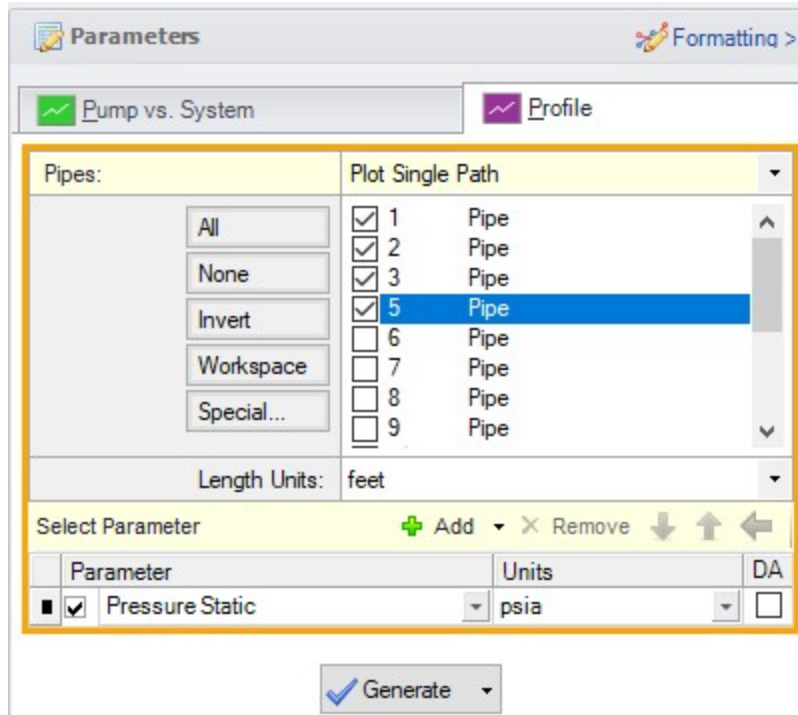 Parameters
Formatting >
Pump vs. System
Profile
Pipes:
Plot Single Path
All
None
Invert
Workspace
Special...
1 Pipe
2 Pipe
3 Pipe
5 Pipe
6 Pipe
7 Pipe
8 Pipe
9 Pipe
Length Units: feet
Select Parameter Add Remove
Parameter Units DA
Pressure Static psia
Generate